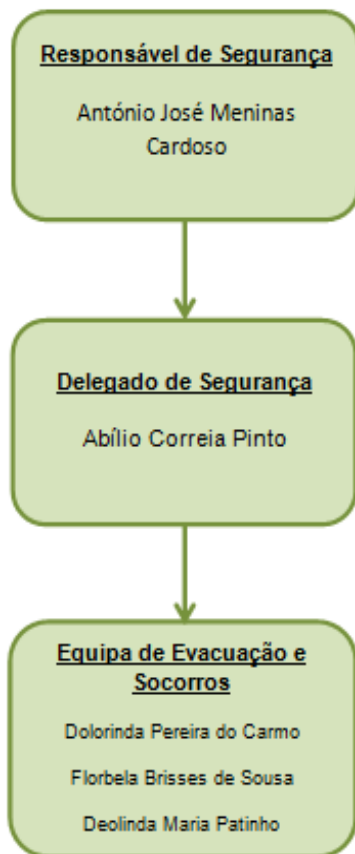 Responsável de Segurança
António José Meninas
Cardoso
Delegado de Segurança
Abílio Correia Pinto
Equipa de Evacuação e
Socorros
Dolorinda Pereira do Carmo
Florbela Brisses de Sousa
Deolinda Maria Patinho